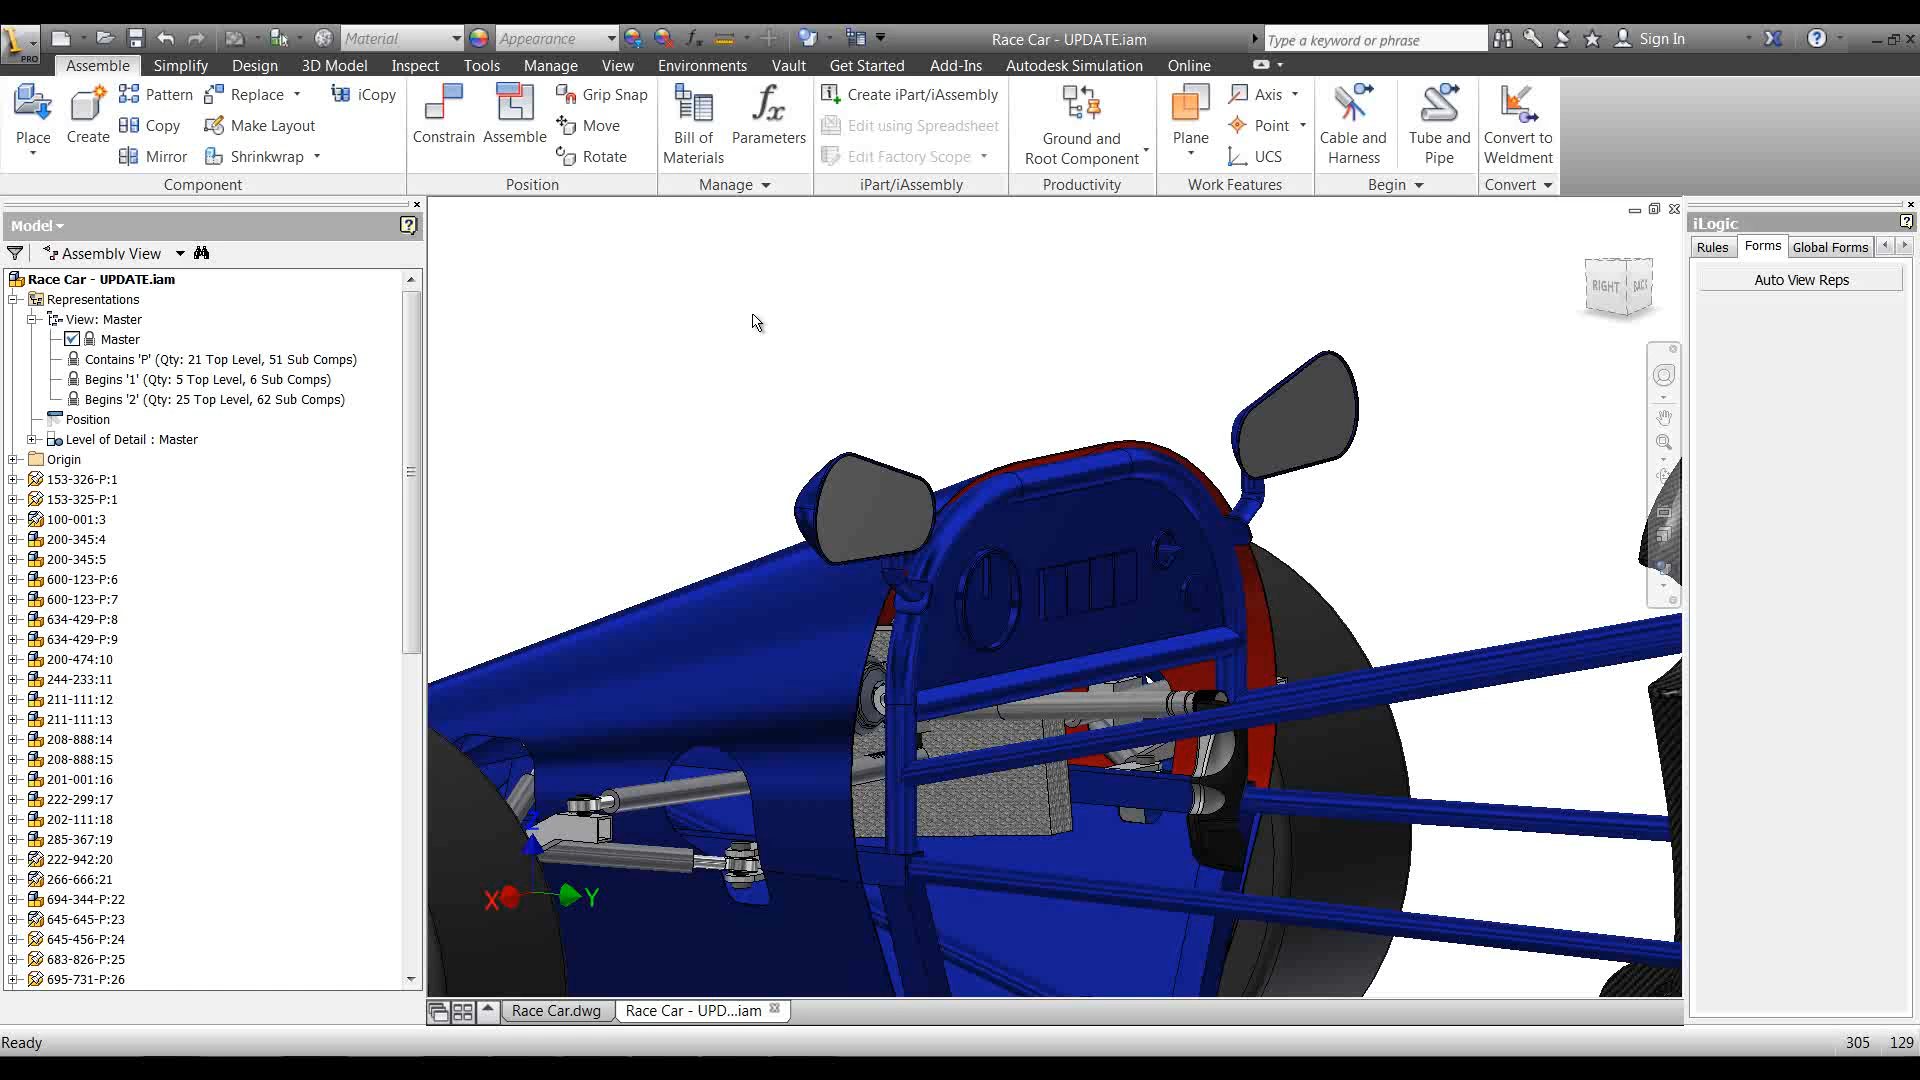 PRO
Material
Appearance
Race Car - UPDATE.iam
Type a keyword or phrase
Sign In
Assemble Simplify Design 3D Model Inspect Tools Manage View Environments Vault Get Started Add-Ins Autodesk Simulation Online
Place
Create
Pattern
Copy
Mirror
Replace
Make Layout
Shrinkwrap
iCopy
Component
Constrain
Assemble
Grip Snap
Move
Rotate
Position
Bill of
Materials
Parameters
Manage
Create iPart/iAssembly
Edit using Spreadsheet
Edit Factory Scope
iPart/iAssembly
Ground and
Root Component
Productivity
Plane
Axis
Point
UCS
Work Features
Cable and
Harness
Tube and
Pipe
Begin
Convert to
Weldment
Convert
Model
Assembly View
Race Car - UPDATE.iam
Representations
View: Master
Master
Contains 'P' (Qty: 21 Top Level, 51 Sub Comps)
Begins '1' (Qty: 5 Top Level, 6 Sub Comps)
Begins '2' (Qty: 25 Top Level, 62 Sub Comps)
Position
Level of Detail : Master
Origin
153-326-P:1
153-325-P:1
100-001:3
200-345:4
200-345:5
600-123-P:6
600-123-P:7
634-429-P:8
634-429-P:9
200-474:10
244-233:11
211-111:12
211-111:13
208-888:14
208-888:15
201-001:16
222-299:17
202-111:18
285-367:19
222-942:20
266-666:21
694-344-P:22
645-645-P:23
645-456-P:24
683-826-P:25
695-731-P:26
RIGHT BACK
Z
X Y
iLogic
Rules Forms Global Forms
Auto View Reps
Race Car.dwg
Race Car - UPD...iam
Ready
305 129